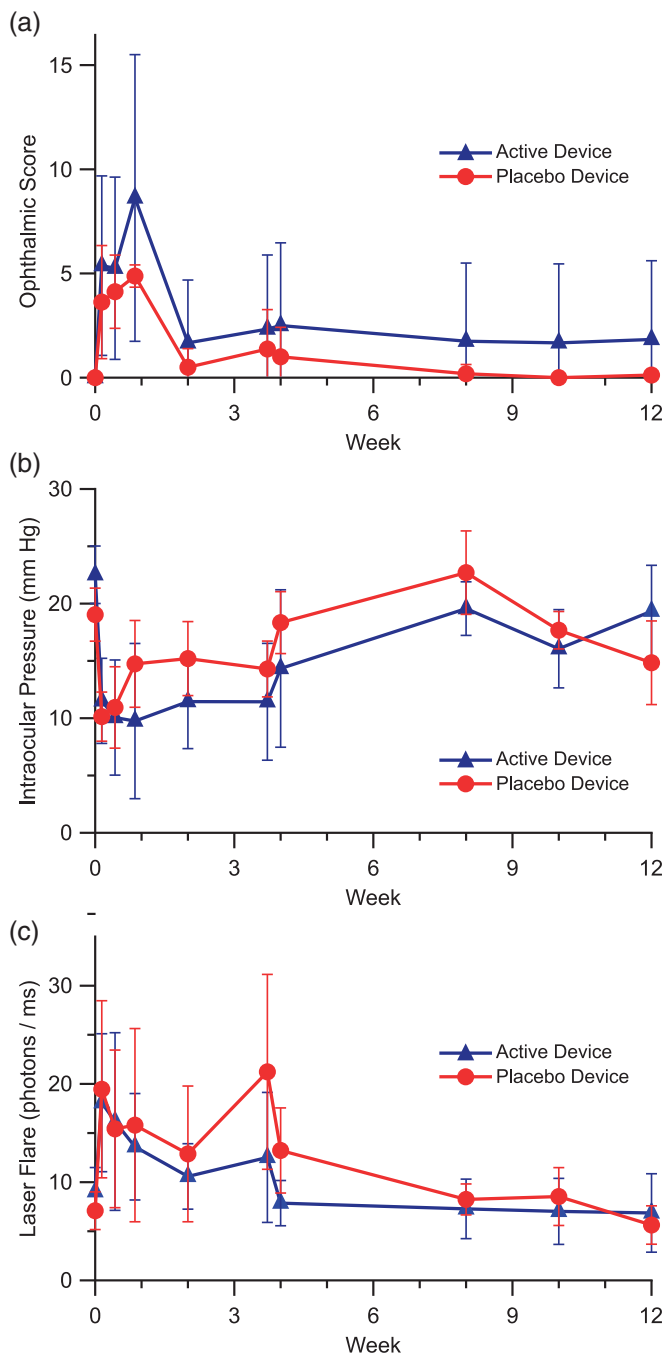 (a)
Ophthalmic Score
15
10
5
0
Active Device
Placebo Device
0 3 6 9 12
Week
(b)
Intraocular Pressure (mm Hg)
30
20
10
0
Active Device
Placebo Device
0 3 6 9 12
Week
(c)
Laser Flare (photons / ms)
30
20
10
0
Active Device
Placebo Device
0 3 6 9 12
Week